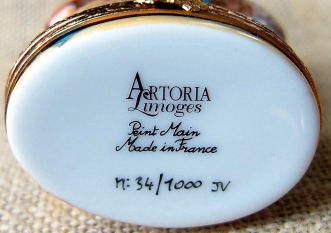 ARTORIA
Limoges
Peint Main
Made in France
N: 34/1000 JV